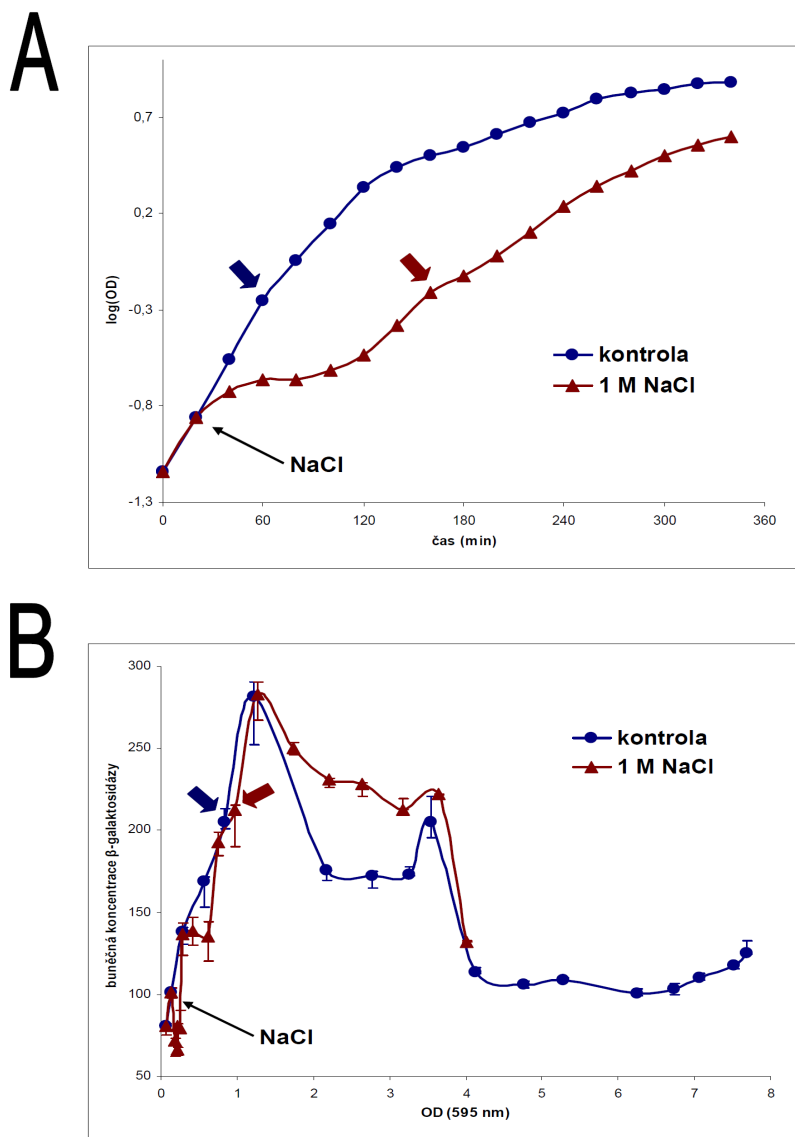 A
0,7
0,2
-0,3
-0,8
-1,3
log(OD)
kontrola
1 M NaCl
NaCl
0
60
120
180
240
300
360
čas (min)
B
300
250
200
150
100
50
buněčná koncentrace β-galaktosidázy
kontrola
1 M NaCl
NaCl
0
1
2
3
4
5
6
7
8
OD (595 nm)